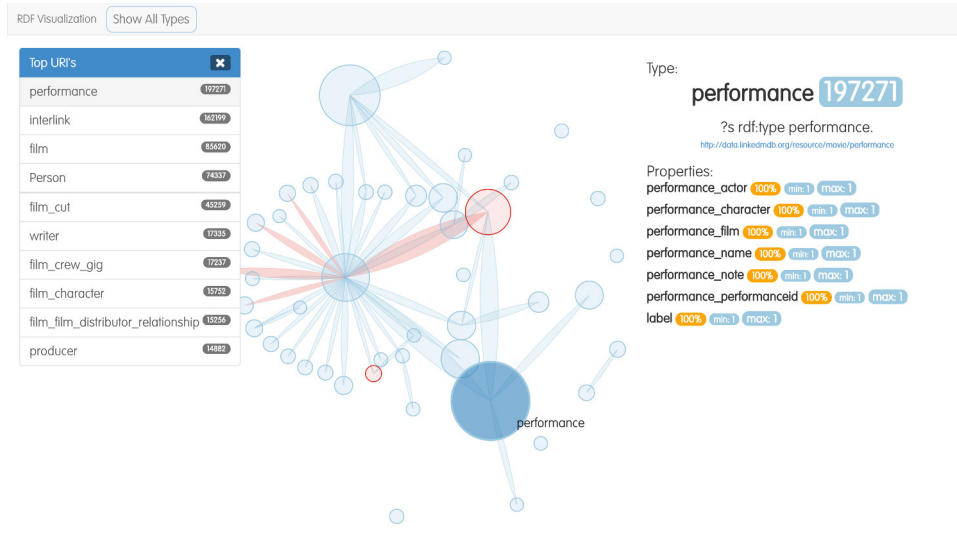 RDF Visualization Show All Types
Top URI's
performance 197271
interlink 162199
film 85620
Person 74337
film_cut 45259
writer 17335
film_crew_gig 17237
film_character 15752
film_film_distributor_relationship 15256
producer 14882
performance
Type:
performance 197271
?s rdf:type performance.
http://data.linkedmdb.org/resource/movie/performance
Properties:
performance_actor 100% min: 1 max: 1
performance_character 100% min: 1 max: 1
performance_film 100% min: 1 max: 1
performance_name 100% min: 1 max: 1
performance_note 100% min: 1 max: 1
performance_performanceid 100% min: 1 max: 1
label 100% min: 1 max: 1